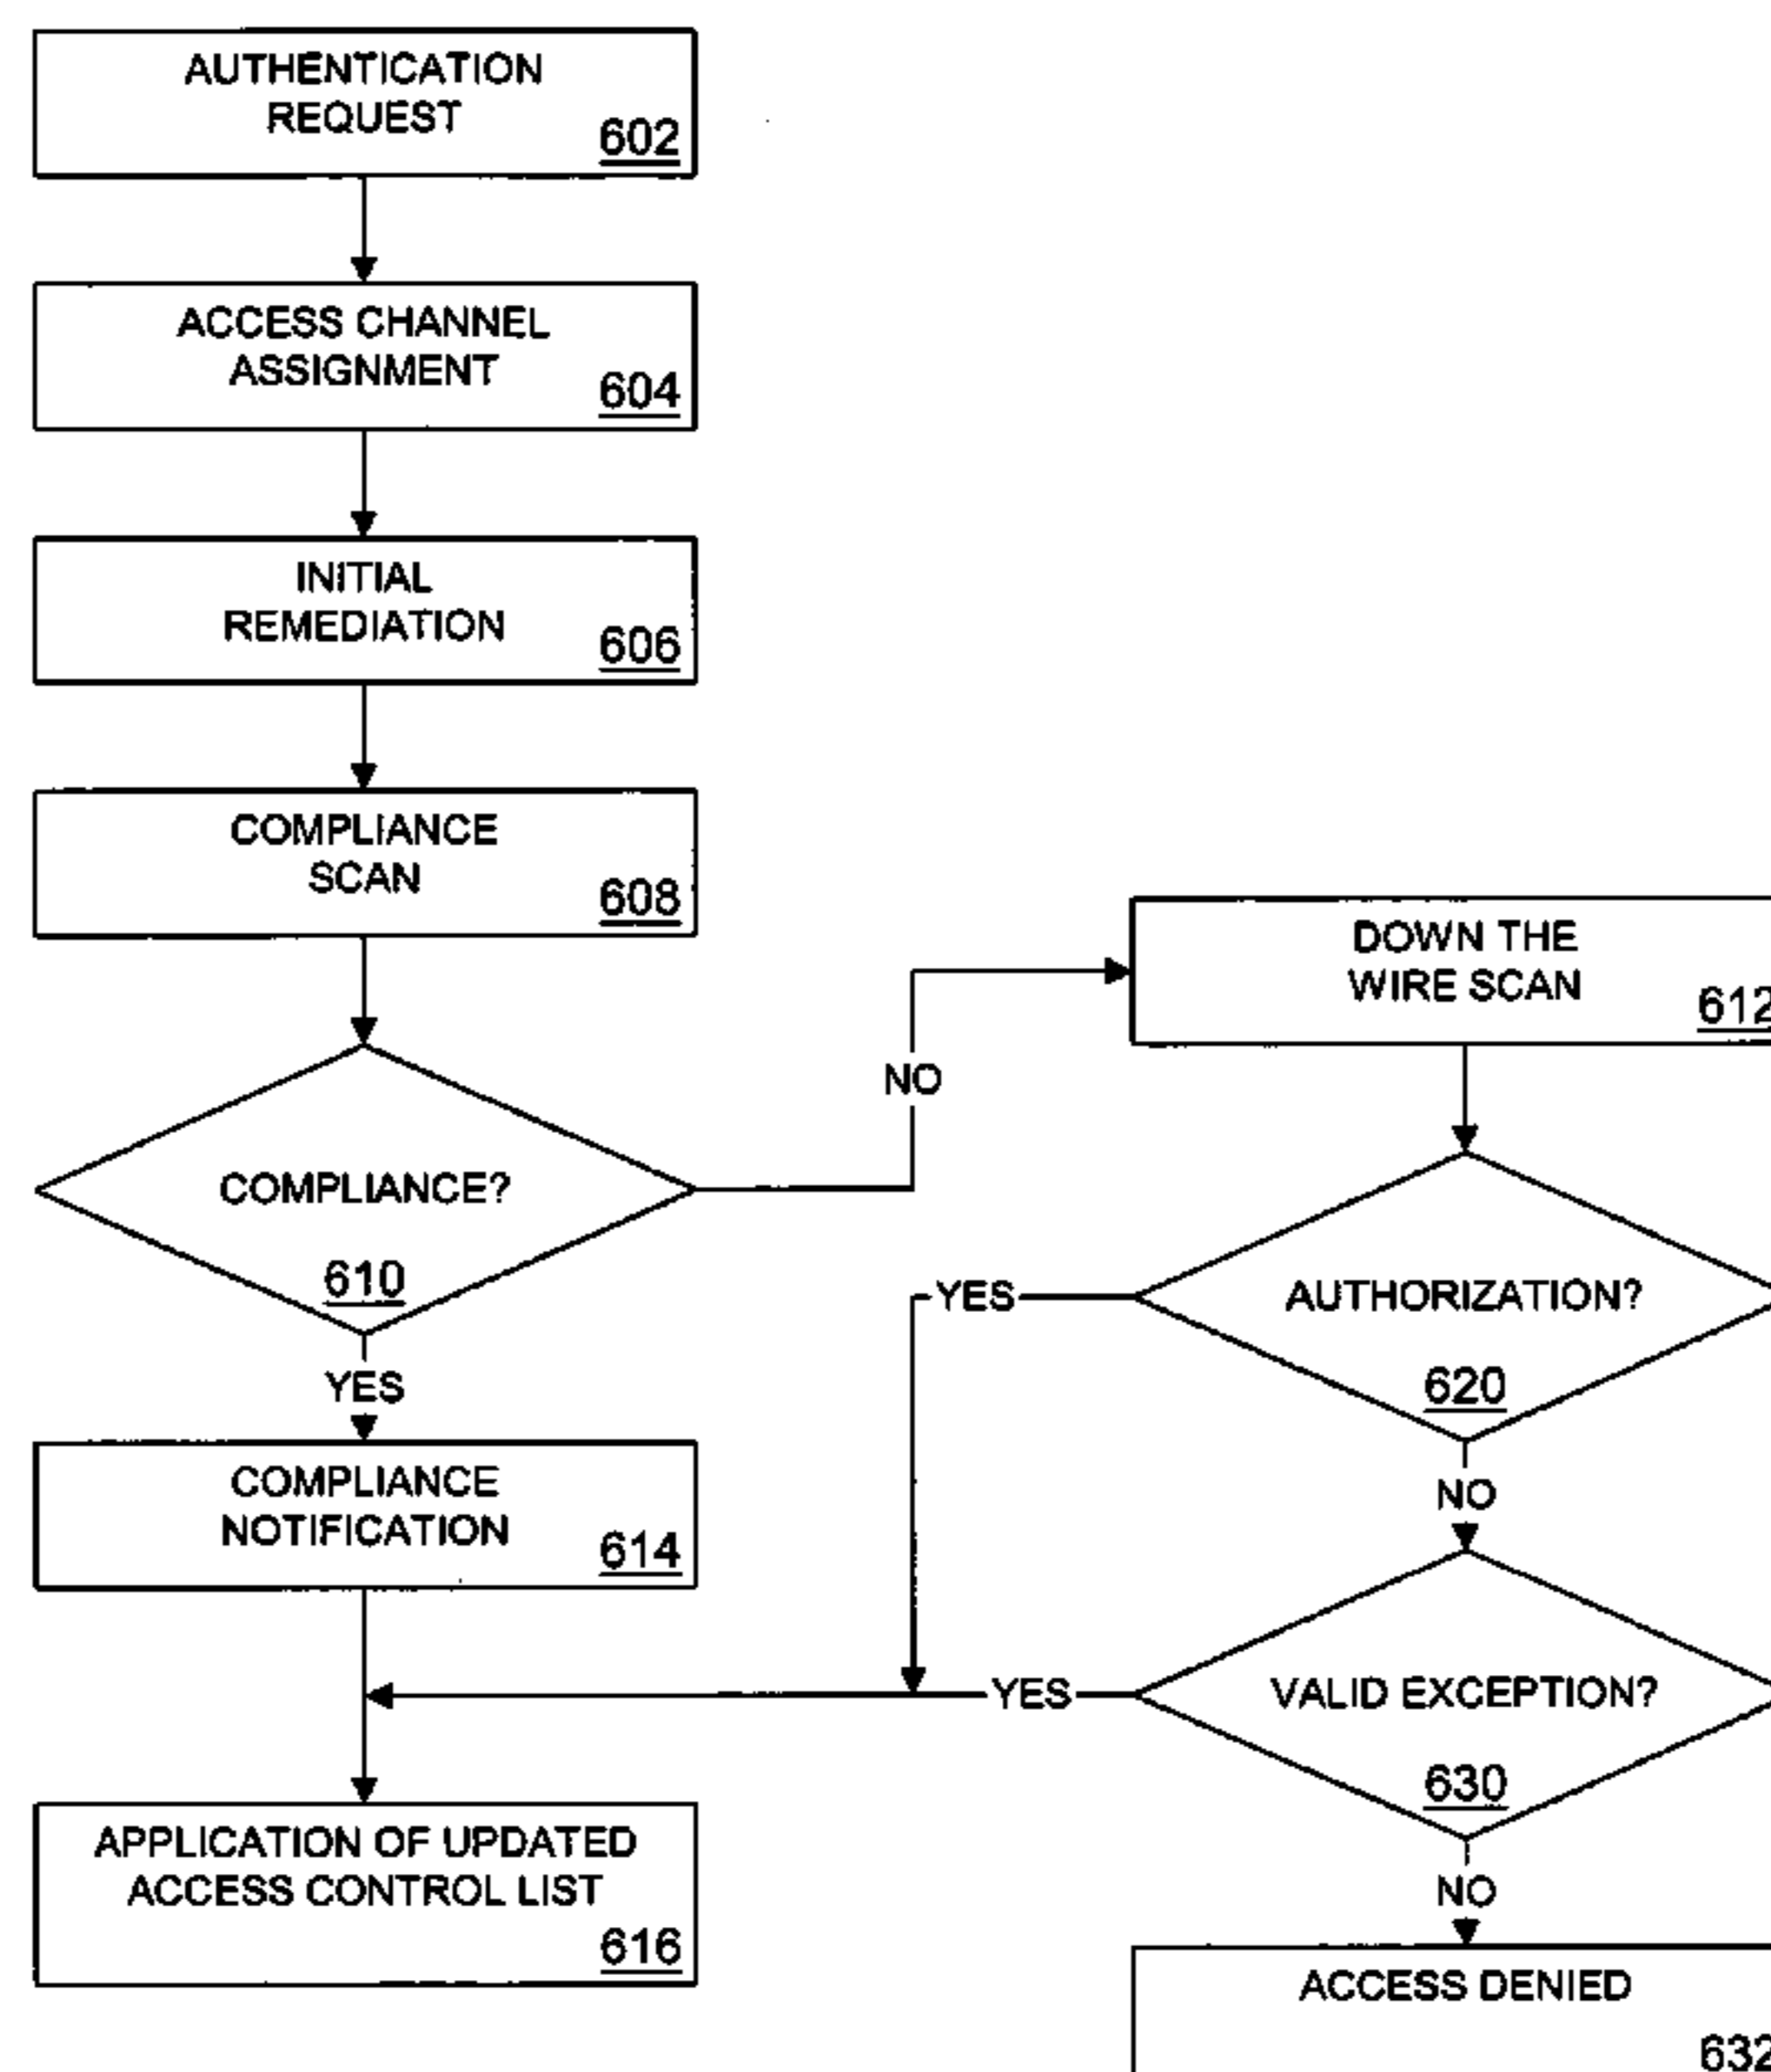 AUTHENTICATION
REQUEST
602
ACCESS CHANNEL
ASSIGNMENT
604
INITIAL
REMEDIATION
606
COMPLIANCE
SCAN
608
DOWN THE
WIRE SCAN
612
NO
COMPLIANCE?
610
YES
AUTHORIZATION?
620
YES
NO
COMPLIANCE
NOTIFICATION
614
YES
VALID EXCEPTION?
630
NO
APPLICATION OF UPDATED
ACCESS CONTROL LIST
616
ACCESS DENIED
632